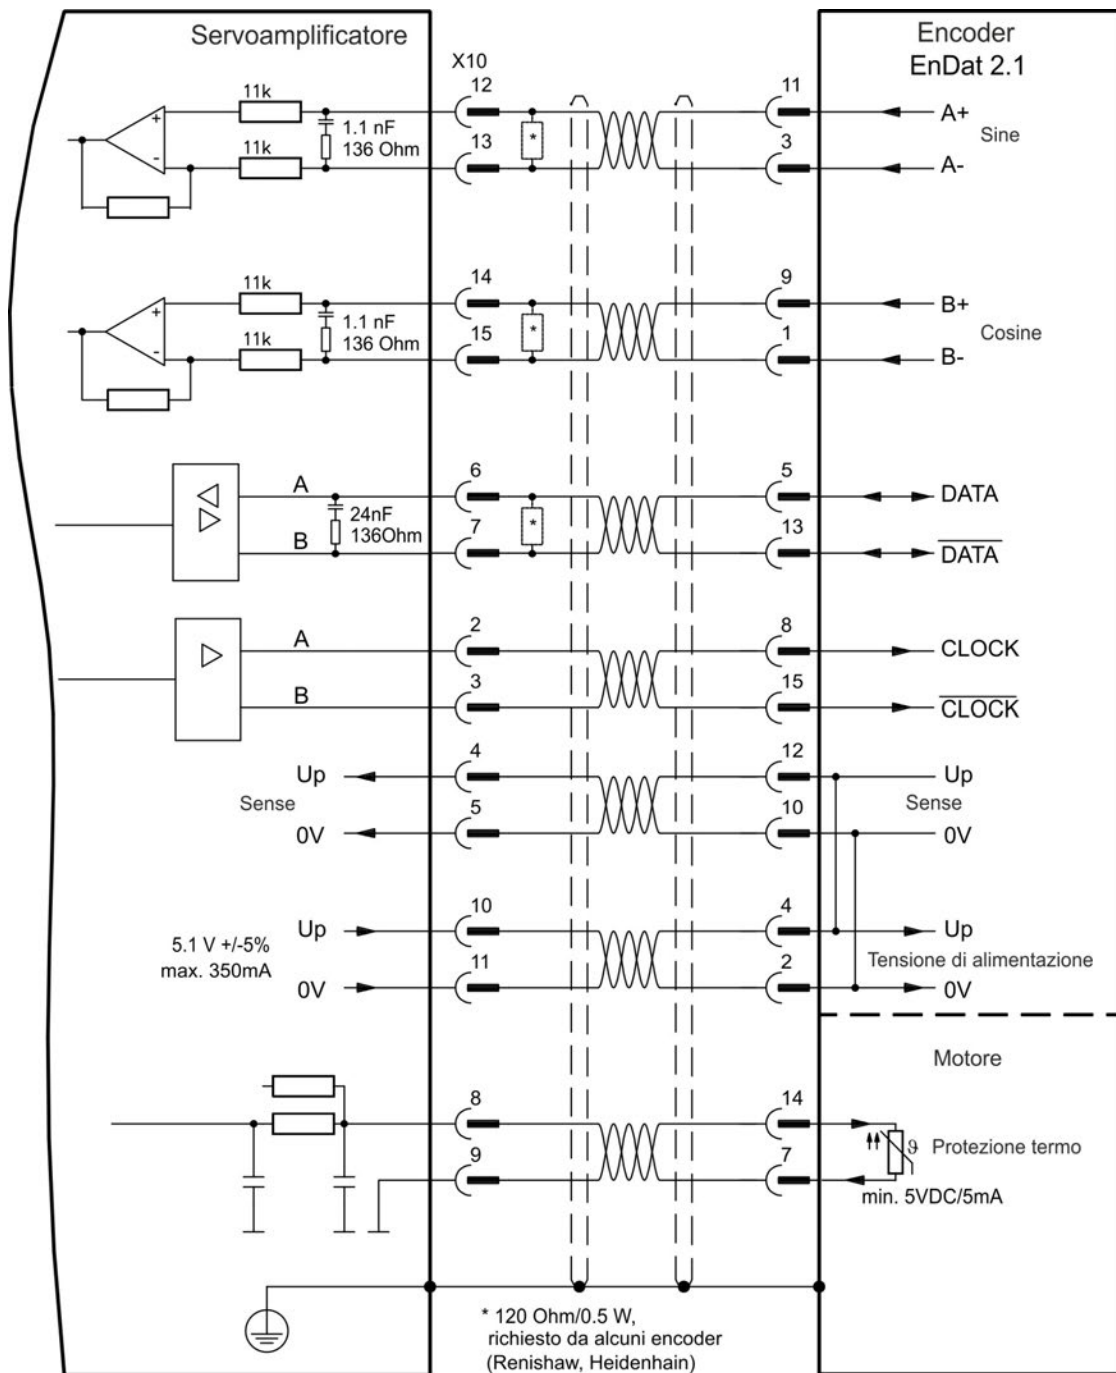 Servoamplificatore
X10
Encoder
EnDat 2.1
11k
12
11
A+
+
1.1 nF
136 Ohm
*
Sine
-
11k
13
3
A-
11k
14
9
B+
+
1.1 nF
136 Ohm
*
Cosine
-
11k
15
1
B-
A
6
5
DATA
24nF
136Ohm
*
B
7
13
DATA
A
2
8
CLOCK
B
3
15
CLOCK
Up
4
12
Up
Sense
Sense
0V
5
10
0V
Up
10
4
Up
5.1 V +/-5%
max. 350mA
Tensione di alimentazione
0V
11
2
0V
Motore
8
14
ϑ
Protezione termo
9
7
min. 5VDC/5mA
* 120 Ohm/0.5 W,
richiesto da alcuni encoder
(Renishaw, Heidenhain)